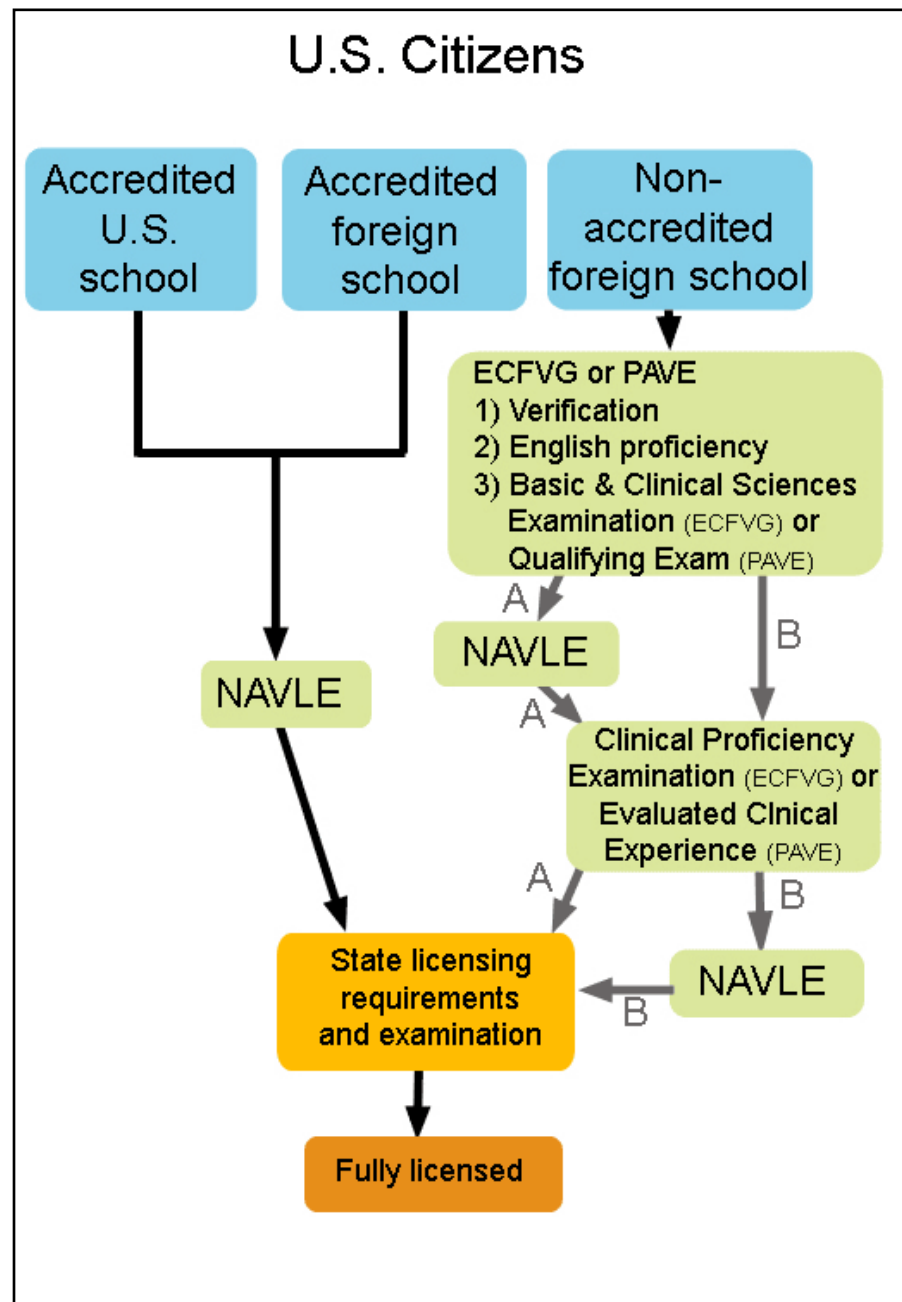 U.S. Citizens
Accredited
U.S.
school
Accredited
foreign
school
Non-
accredited
foreign school
ECFVG or PAVE
1) Verification
2) English proficiency
3) Basic & Clinical Sciences
Examination (ECFVG) or
Qualifying Exam (PAVE)
A
B
NAVLE
NAVLE
A
Clinical Proficiency
Examination (ECFVG) or
Evaluated Clnical
Experience (PAVE)
A
B
State licensing
requirements
and examination
NAVLE
B
Fully licensed